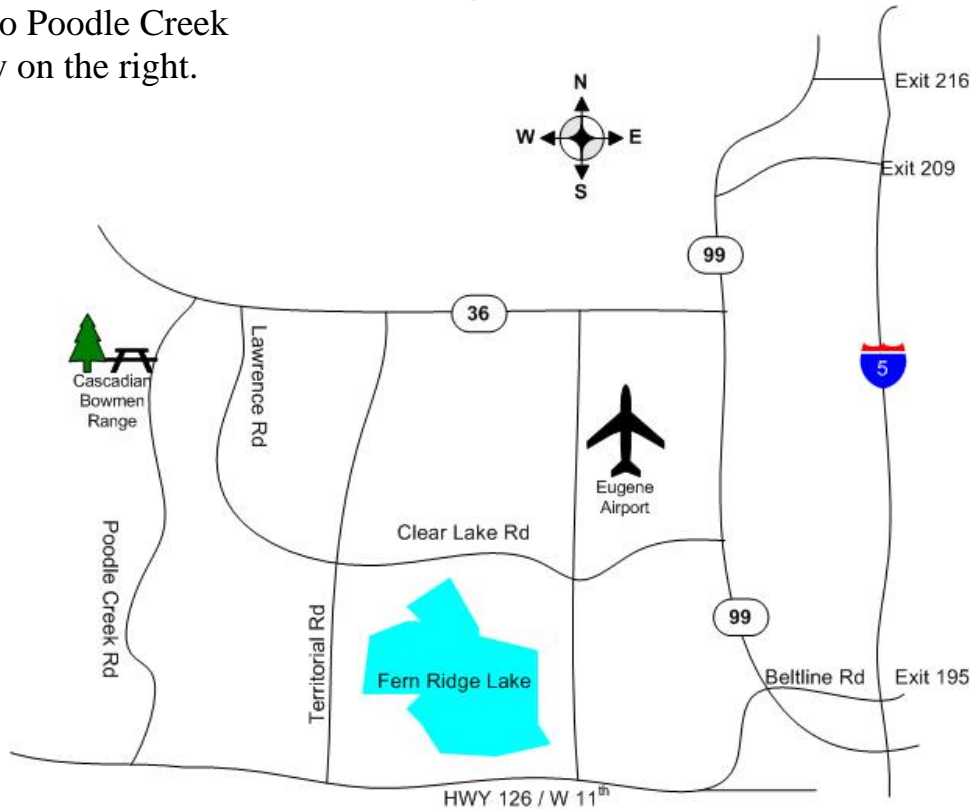 o Poodle Creek
y on the right.
N
W E
S
Exit 216
Exit 209
99
36
5
Cascadian
Bowmen
Range
Lawrence Rd
Eugene
Airport
Clear Lake Rd
Poodle Creek Rd
Territorial Rd
99
Fern Ridge Lake
Beltline Rd
Exit 195
HWY 126 / W 11th